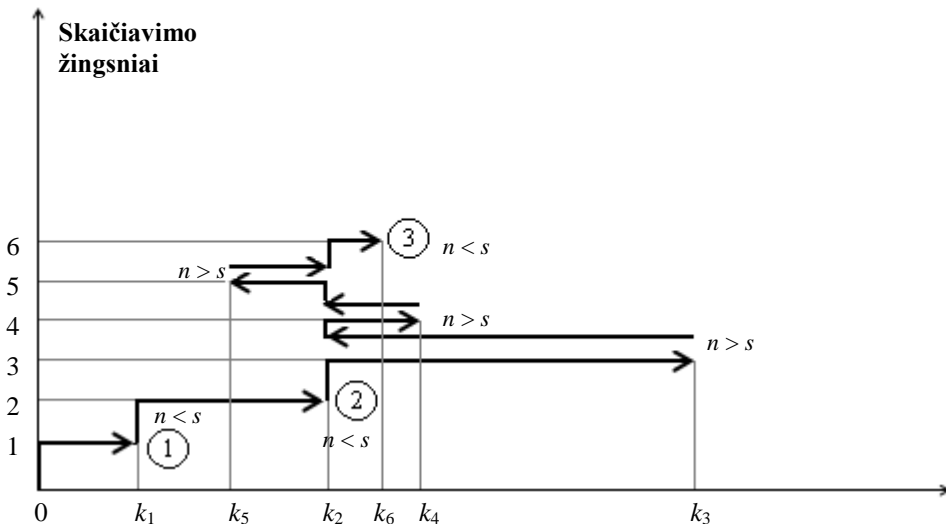 Skaičiavimo
žingsniai
6
3
n < s
n > s
5
4
n > s
n > s
3
2
2
n < s
n < s
1
1
0
k1
k5
k2
k6
k4
k3